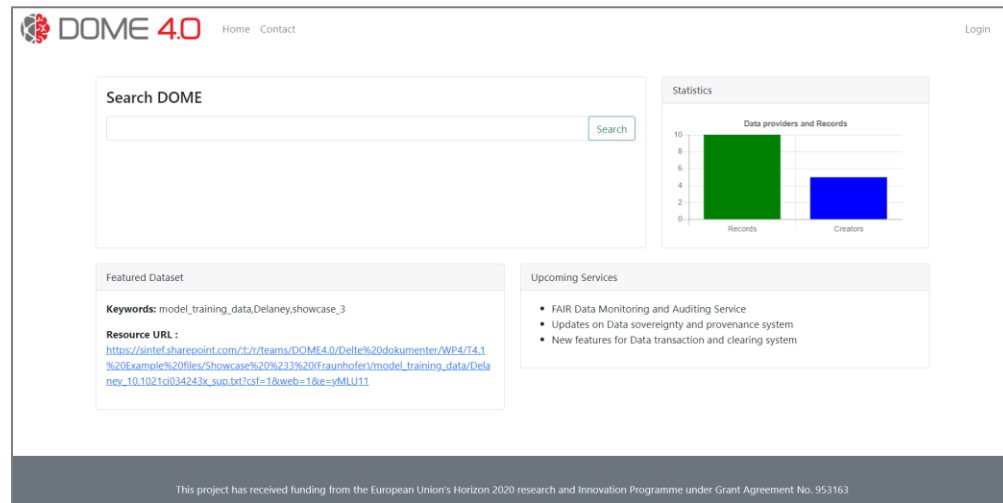 DOME 4.0
Home Contact
Login
Search DOME
Search
Statistics
Data providers and Records
10
8
6
4
2
0
Records Creators
Featured Dataset
Keywords: model_training_data,Delaney,showcase_3
Resource URL :
https://sintef.sharepoint.com/:t:/r/teams/DOME4.0/Delte%20dokumenter/WP4/T4.1
%20Example%20files/Showcase%20%233%20(Fraunhofer)/model_training_data/Dela
ney_10.1021ci034243x_sup.txt?csf=1&web=1&e=yMLU11
Upcoming Services
• FAIR Data Monitoring and Auditing Service
• Updates on Data sovereignty and provenance system
• New features for Data transaction and clearing system
This project has received funding from the European Union's Horizon 2020 research and Innovation Programme under Grant Agreement No. 953163